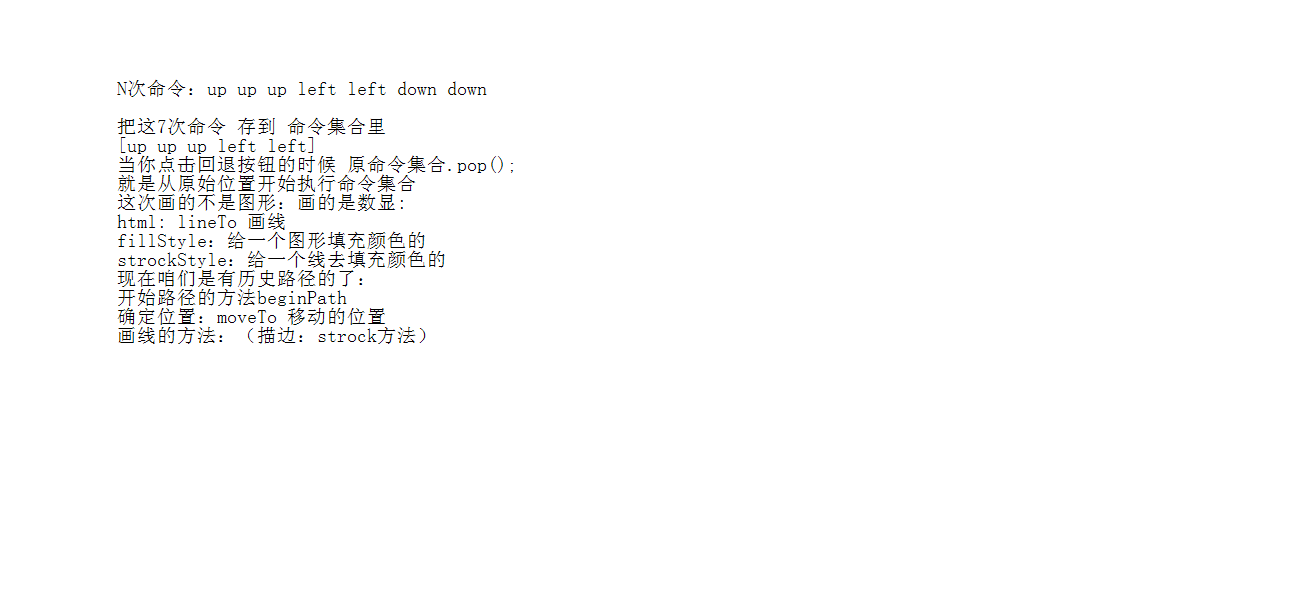 N次命令: up up up left left down down
把这7次命令 存到 命令集合里
[up up up left left]
当你点击回退按钮的时候 原命令集合.pop();
就是从原始位置开始执行命令集合
这次画的不是图形: 画的是数显:
html: lineTo 画线
fillStyle: 给一个图形填充颜色的
strockStyle: 给一个线去填充颜色的
现在咱们是有历史路径的了:
开始路径的方法beginPath
确定位置: moveTo 移动的位置
画线的方法: （描边: strock方法）